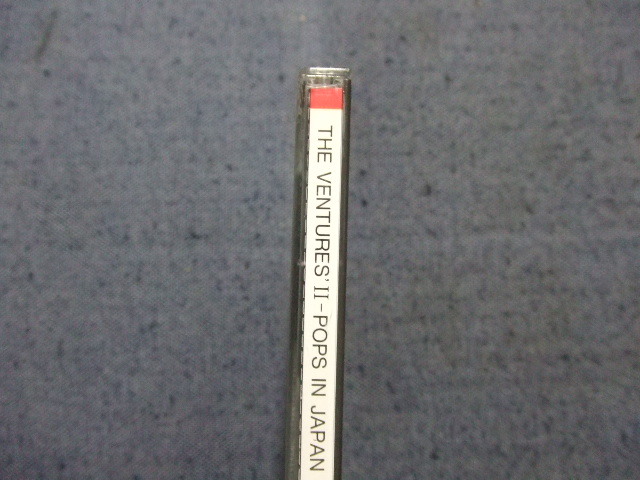 THE VENTURES' II-POPS IN JAPAN